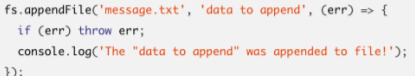 fs.appendFile('message.txt', 'data to append', (err) => {
  if (err) throw err;
  console.log('The "data to append" was appended to file!');
});